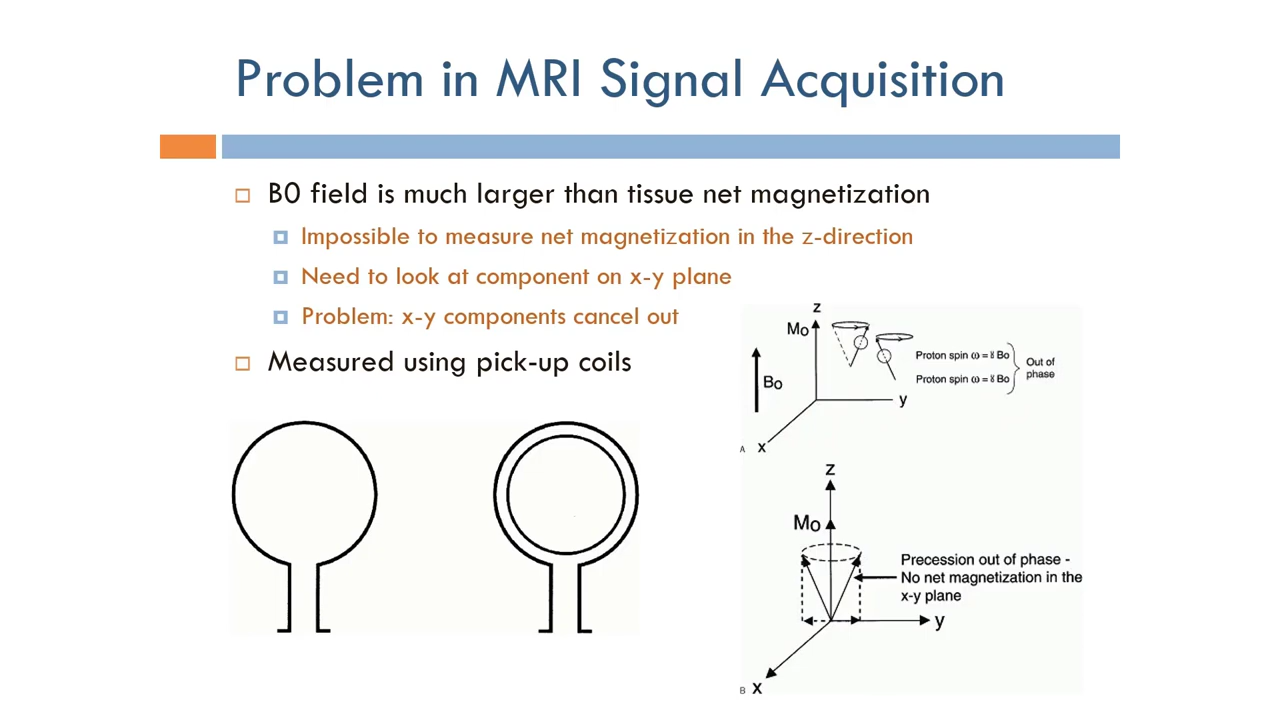 Problem in MRI Signal Acquisition
B0 field is much larger than tissue net magnetization
Impossible to measure net magnetization in the z-direction
Need to look at component on x-y plane
Problem: x-y components cancel out
Measured using pick-up coils
z
Mo
Bo
Proton spin ω = ɣ Bo
Proton spin ω = ɣ Bo
Out of
phase
y
A x
z
Mo
Precession out of phase -
No net magnetization in the
x-y plane
y
B x